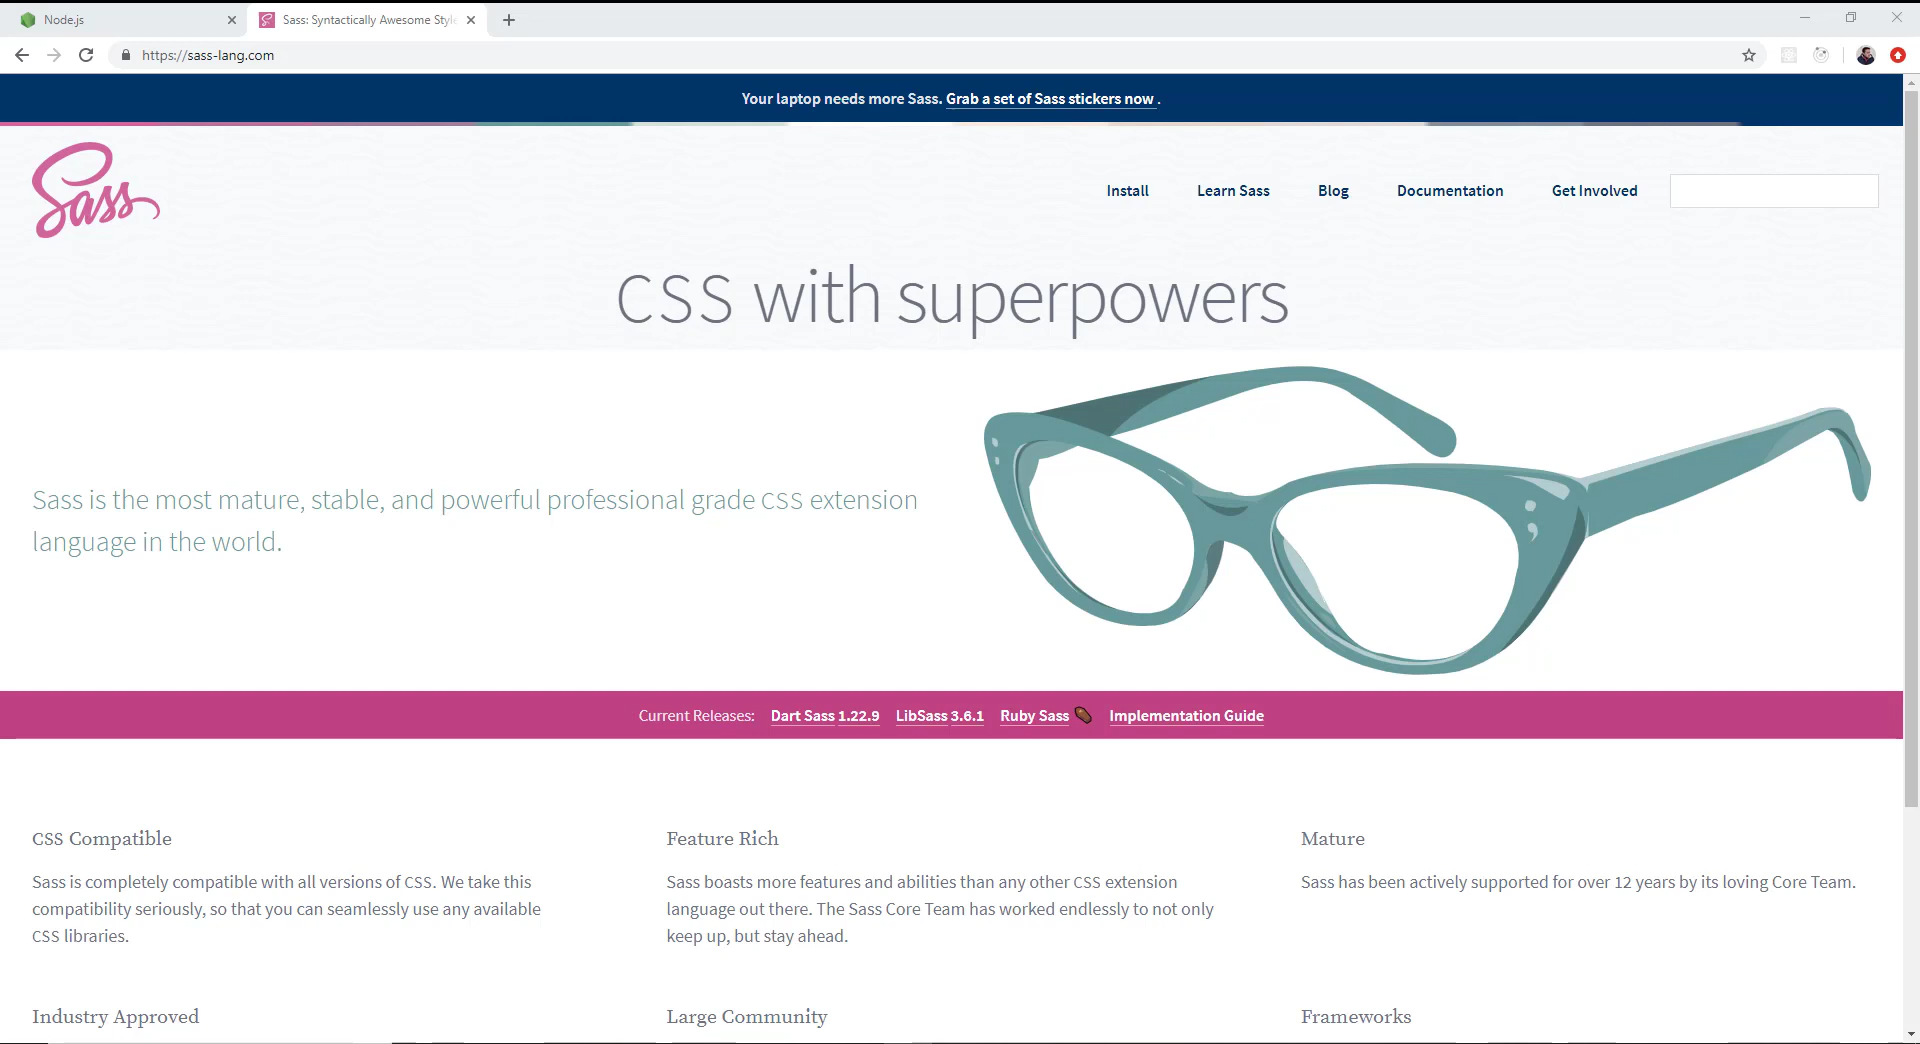 Node.js
Sass: Syntactically Awesome Style
https://sass-lang.com
Your laptop needs more Sass. Grab a set of Sass stickers now .
Sass
Install Learn Sass Blog Documentation Get Involved
CSS with superpowers
Sass is the most mature, stable, and powerful professional grade CSS extension
language in the world.
Current Releases: Dart Sass 1.22.9 LibSass 3.6.1 Ruby Sass Implementation Guide
CSS Compatible
Sass is completely compatible with all versions of CSS. We take this
compatibility seriously, so that you can seamlessly use any available
CSS libraries.
Feature Rich
Sass boasts more features and abilities than any other CSS extension
language out there. The Sass Core Team has worked endlessly to not only
keep up, but stay ahead.
Mature
Sass has been actively supported for over 12 years by its loving Core Team.
Industry Approved
Large Community
Frameworks